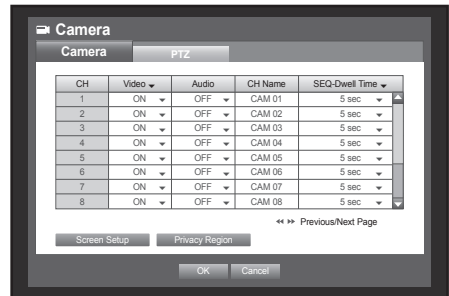 Camera
Camera PTZ
CH Video Audio CH Name SEQ-Dwell Time
1 ON OFF CAM 01 5 sec
2 ON OFF CAM 02 5 sec
3 ON OFF CAM 03 5 sec
4 ON OFF CAM 04 5 sec
5 ON OFF CAM 05 5 sec
6 ON OFF CAM 06 5 sec
7 ON OFF CAM 07 5 sec
8 ON OFF CAM 08 5 sec
Previous/Next Page
Screen Setup Privacy Region
OK Cancel